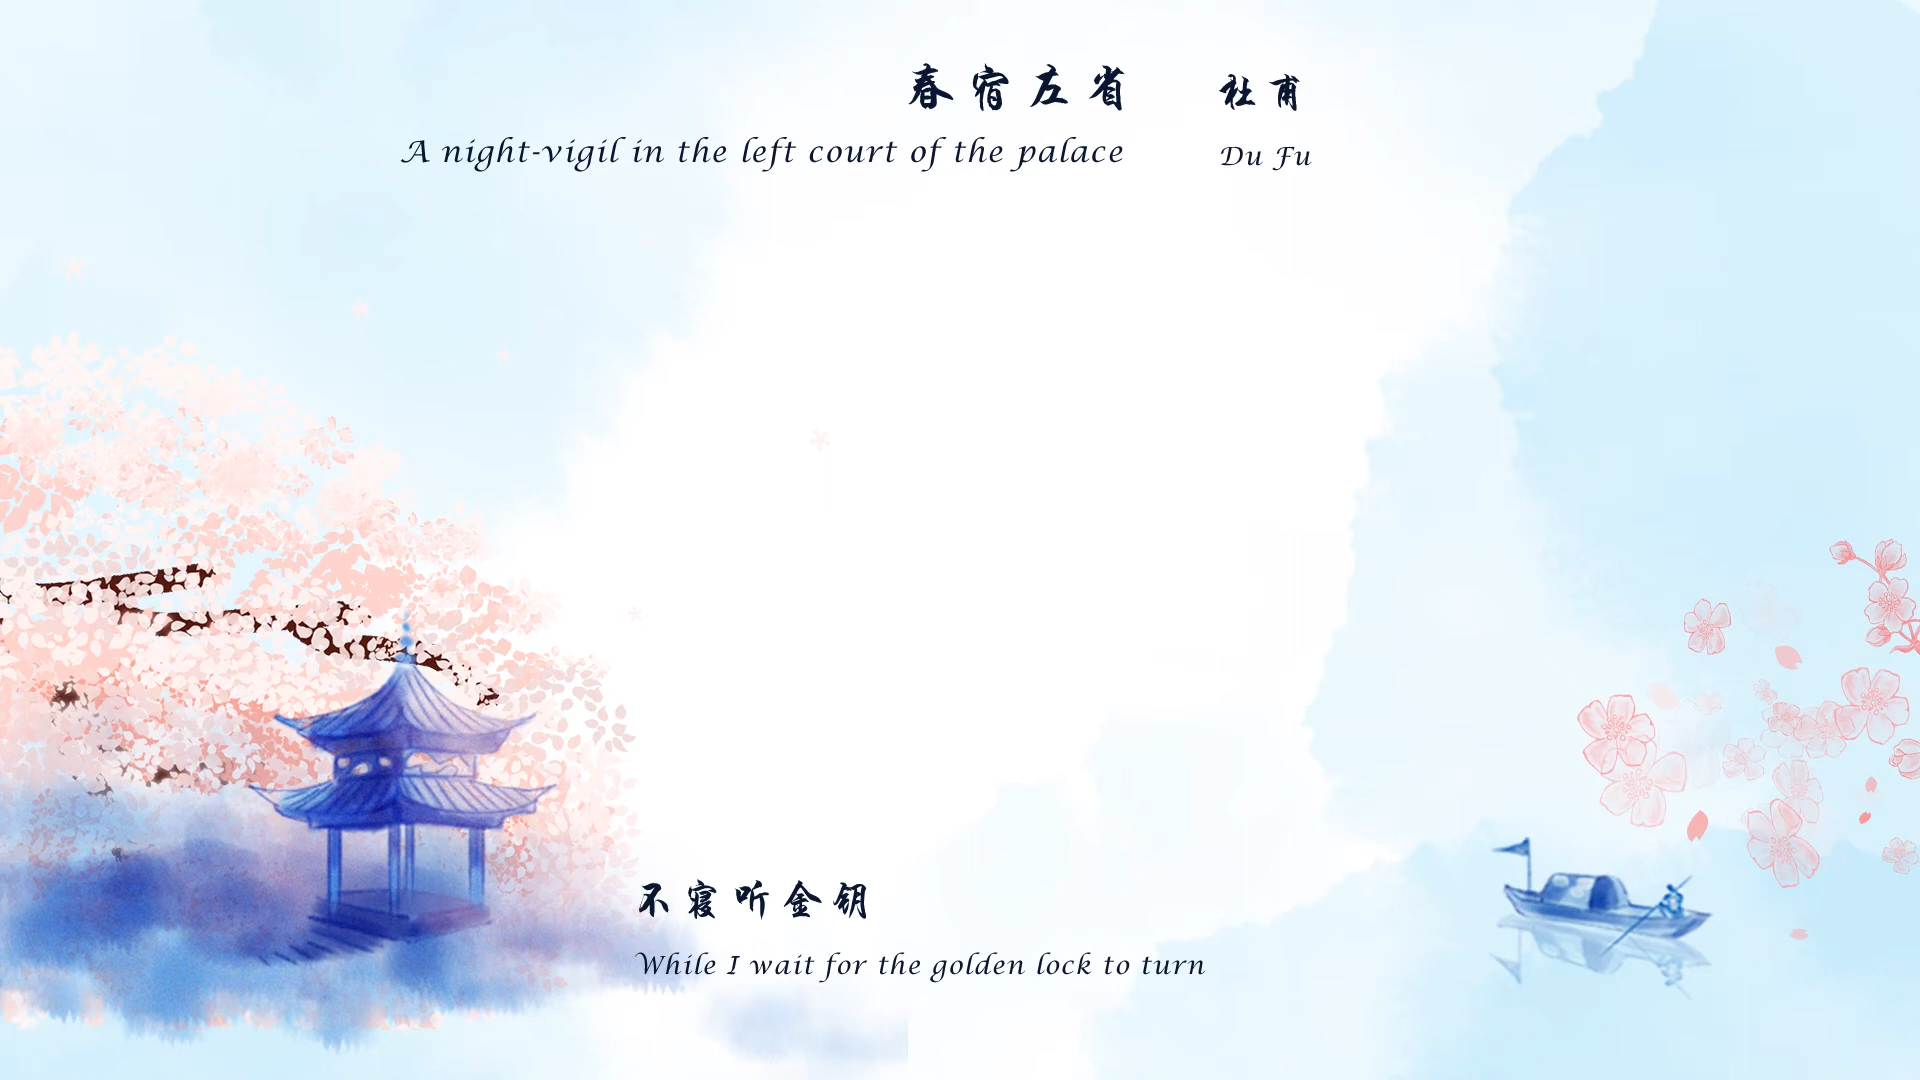 春宿左省 杜甫
A night-vigil in the left court of the palace Du Fu
不寝听金钥
While I wait for the golden lock to turn